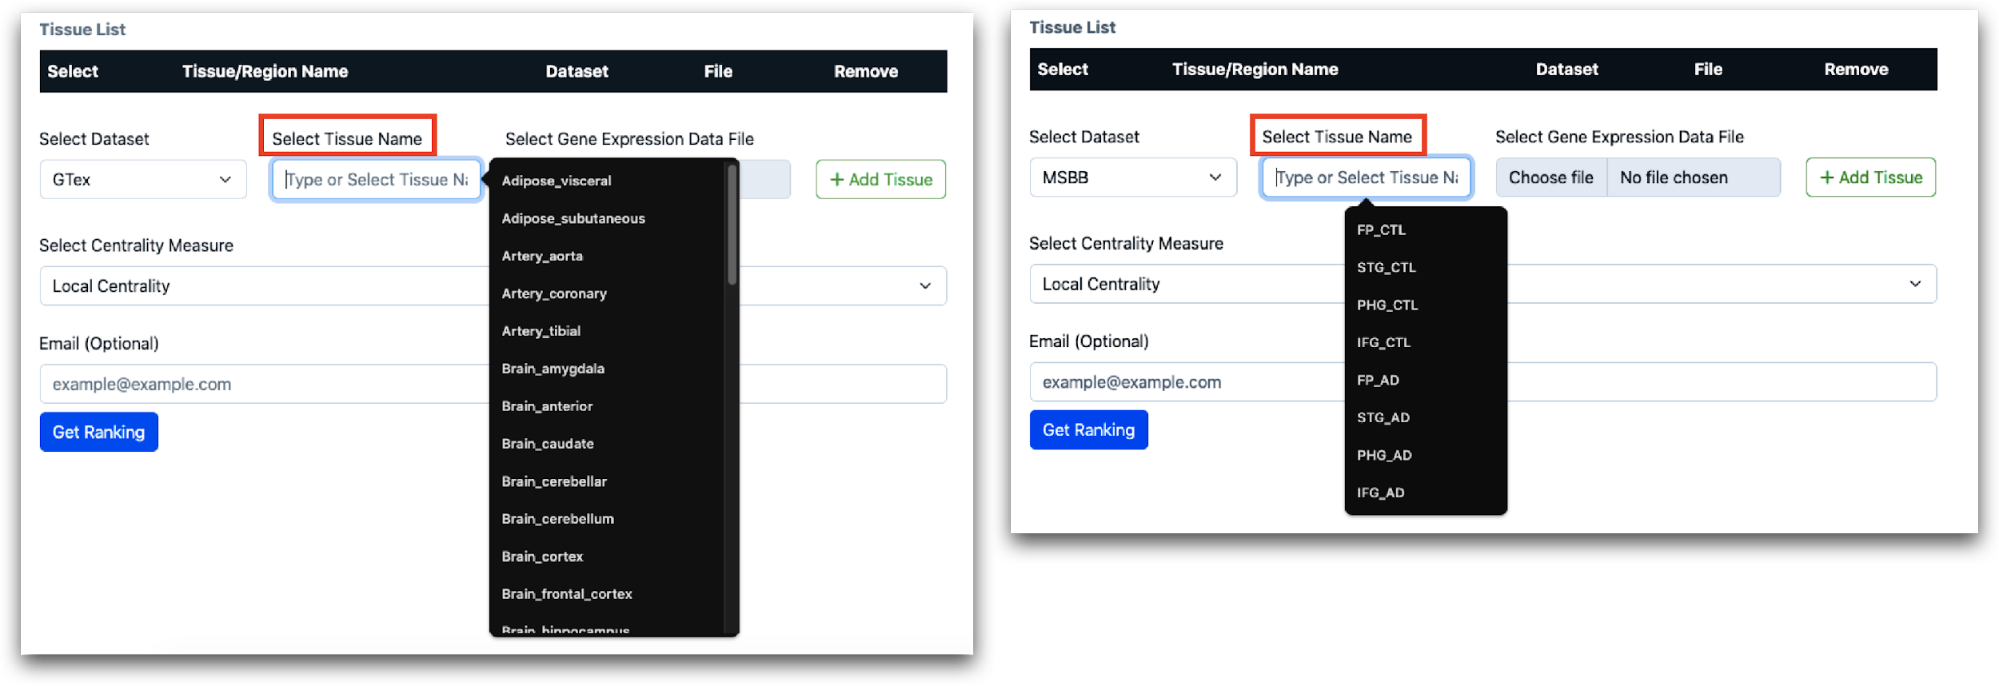 Tissue List
Select Tissue/Region Name Dataset File Remove
Select Dataset Select Tissue Name Select Gene Expression Data File
GTex Type or Select Tissue Na + Add Tissue
Adipose_visceral
Adipose_subutaneous
Artery_aorta
Artery_coronary
Artery_tibial
Brain_amygdala
Brain_anterior
Brain_caudate
Brain_cerebellar
Brain_cerebellum
Brain_cortex
Brain_frontal_cortex
Brain_hippocampus
Select Centrality Measure
Local Centrality
Email (Optional)
example@example.com
Get Ranking
Tissue List
Select Tissue/Region Name Dataset File Remove
Select Dataset Select Tissue Name Select Gene Expression Data File
MSBB Type or Select Tissue Na Choose file No file chosen + Add Tissue
FP_CTL
STG_CTL
PHG_CTL
IFG_CTL
FP_AD
STG_AD
PHG_AD
IFG_AD
Select Centrality Measure
Local Centrality
Email (Optional)
example@example.com
Get Ranking